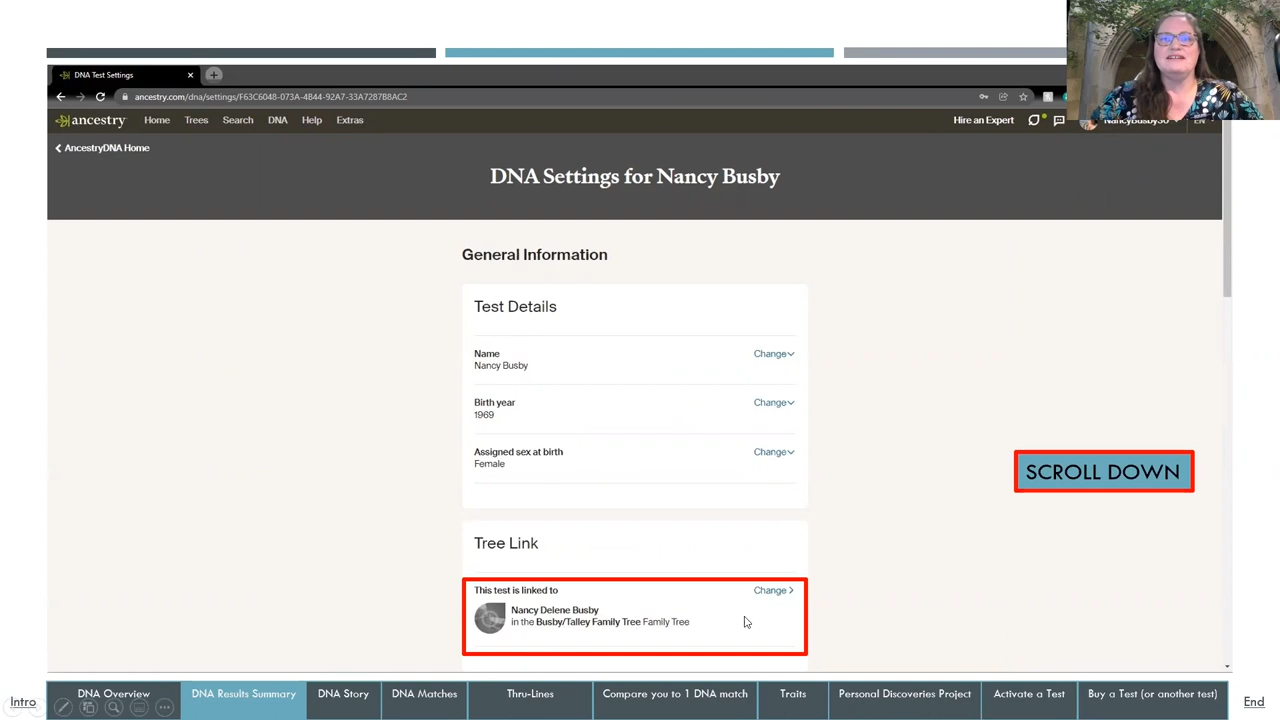 DNA Test Settings
ancestry.com/dna/settings/F63C6048-073A-4B44-92A7-33A7287B8AC2
ancestry Home Trees Search DNA Help Extras Hire an Expert NancyBusby50 EN
AncestryDNA Home
DNA Settings for Nancy Busby
General Information
Test Details
Name Change
Nancy Busby
Birth year Change
1969
Assigned sex at birth Change
Female
SCROLL DOWN
Tree Link
This test is linked to Change
Nancy Delene Busby
in the Busby/Talley Family Tree Family Tree
Intro DNA Overview DNA Results Summary DNA Story DNA Matches Thru-Lines Compare you to 1 DNA match Traits Personal Discoveries Project Activate a Test Buy a Test (or another test) End